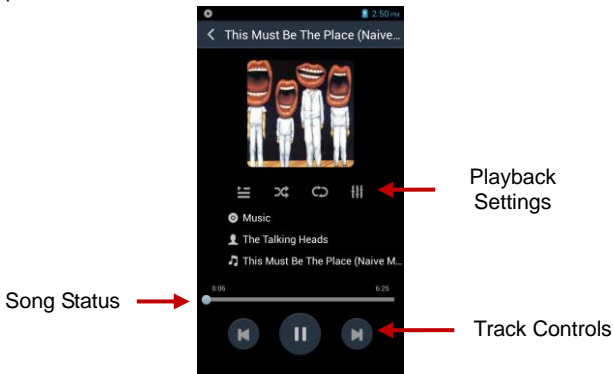 2:50 PM
This Must Be The Place (Naive...
Playback
Settings
Music
The Talking Heads
This Must Be The Place (Naive M...
0:06
6:25
Song Status
Track Controls